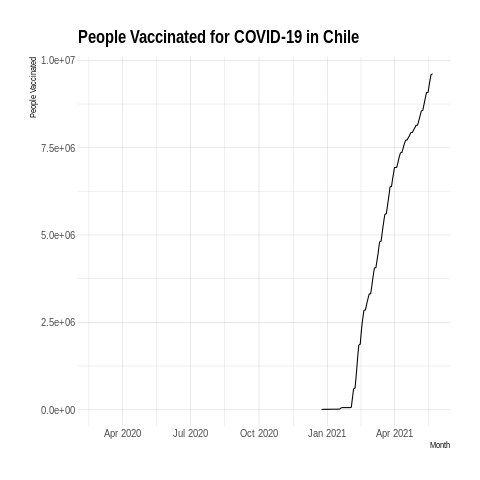 People Vaccinated for COVID-19 in Chile
People Vaccinated
1.0e+07
7.5e+06
5.0e+06
2.5e+06
0.0e+00
Apr 2020 Jul 2020 Oct 2020 Jan 2021 Apr 2021
Month